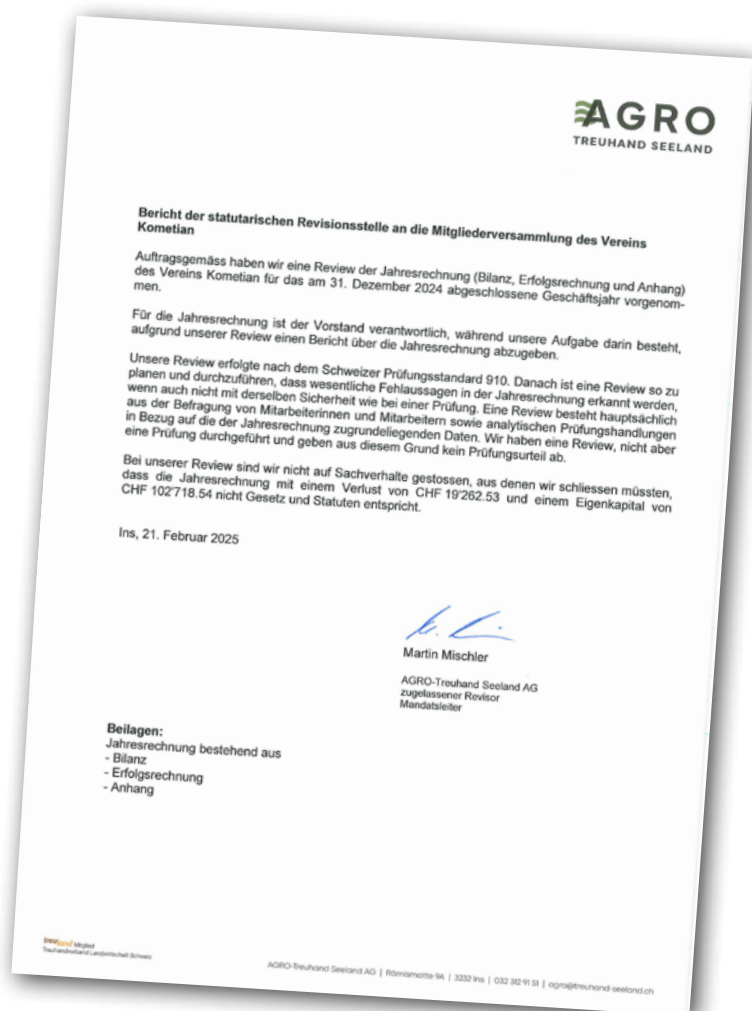 AGRO
TREUHAND SEELAND
Bericht der statutarischen Revisionsstelle an die Mitgliederversammlung des Vereins
Kometian
Auftragsgemäss haben wir eine Review der Jahresrechnung (Bilanz, Erfolgsrechnung und Anhang)
des Vereins Kometian für das am 31. Dezember 2024 abgeschlossene Geschäftsjahr vorgenom-
men.
Für die Jahresrechnung ist der Vorstand verantwortlich, während unsere Aufgabe darin besteht,
aufgrund unserer Review einen Bericht über die Jahresrechnung abzugeben.
Unsere Review erfolgte nach dem Schweizer Prüfungsstandard 910. Danach ist eine Review so zu
planen und durchzuführen, dass wesentliche Fehlaussagen in der Jahresrechnung erkannt werden,
wenn auch nicht mit derselben Sicherheit wie bei einer Prüfung. Eine Review besteht hauptsächlich
aus der Befragung von Mitarbeiterinnen und Mitarbeitern sowie analytischen Prüfungshandlungen
in Bezug auf die der Jahresrechnung zugrundeliegenden Daten. Wir haben eine Review, nicht aber
eine Prüfung durchgeführt und geben aus diesem Grund kein Prüfungsurteil ab.
Bei unserer Review sind wir nicht auf Sachverhalte gestossen, aus denen wir schliessen müssten,
dass die Jahresrechnung mit einem Verlust von CHF 19'262.53 und einem Eigenkapital von
CHF 102'718.54 nicht Gesetz und Statuten entspricht.
Ins, 21. Februar 2025
Martin Mischler
AGRO-Treuhand Seeland AG
zugelassener Revisor
Mandatsleiter
Beilagen:
Jahresrechnung bestehend aus
- Bilanz
- Erfolgsrechnung
- Anhang
treuland Mitglied
Treuhandverband Landwirtschaft Schweiz
AGRO-Treuhand Seeland AG | Römismatte 9A | 3232 Ins | 032 312 91 51 | agro@treuhand-seeland.ch